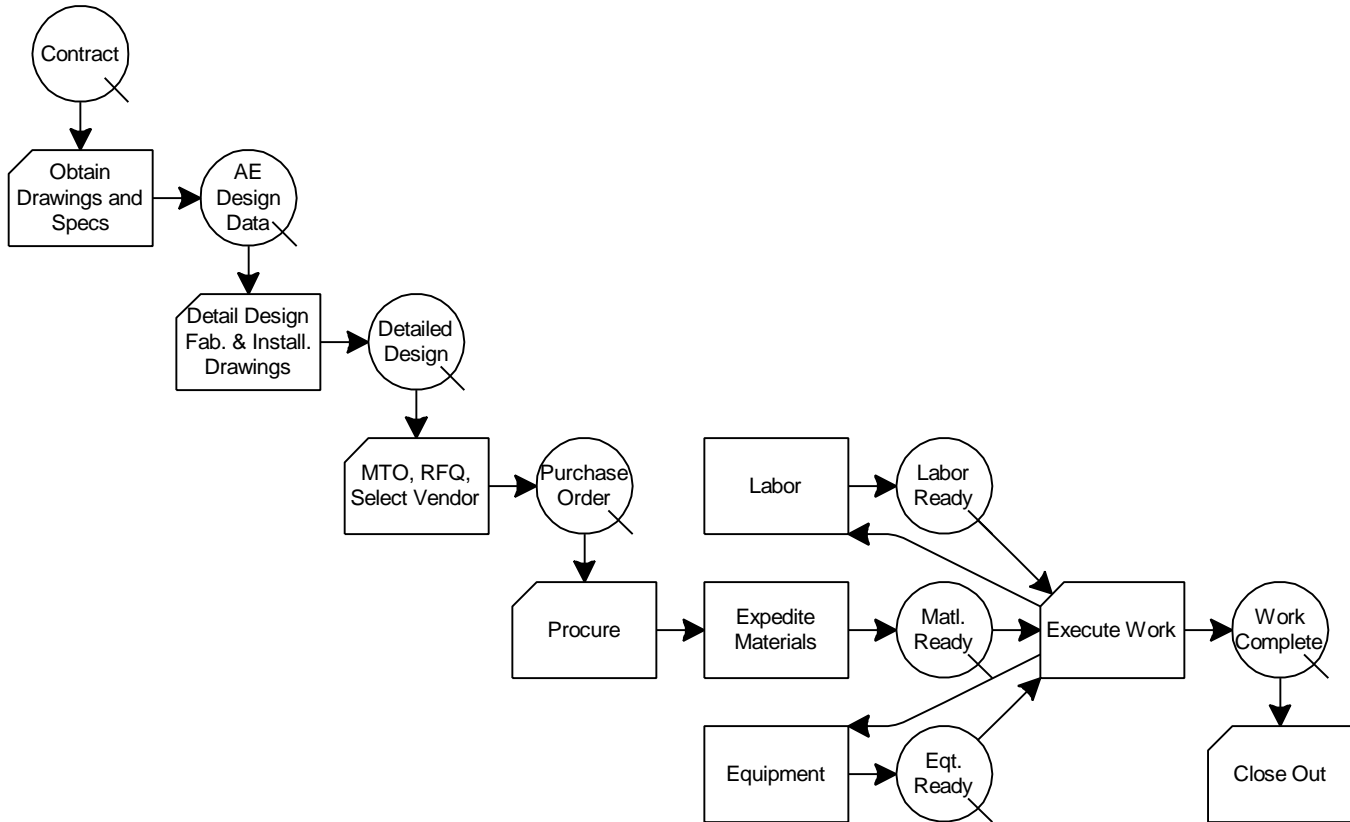 Contract
Obtain
Drawings and
Specs
AE
Design
Data
Detail Design
Fab. & Install.
Drawings
Detailed
Design
MTO, RFQ,
Select Vendor
Purchase
Order
Labor
Labor
Ready
Procure
Expedite
Materials
Matl.
Ready
Execute Work
Work
Complete
Equipment
Eqt.
Ready
Close Out